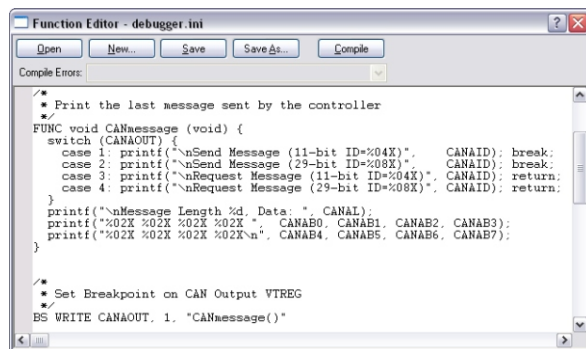 Function Editor - debugger.ini
Open New... Save Save As... Compile
Compile Errors:
/*
* Print the last message sent by the controller
*/
FUNC void CANmessage (void) {
switch (CANAOUT) {
case 1: printf("\nSend Message (11-bit ID=%04X)", CANAID); break;
case 2: printf("\nSend Message (29-bit ID=%08X)", CANAID); break;
case 3: printf("\nRequest Message (11-bit ID=%04X)", CANAID); return;
case 4: printf("\nRequest Message (29-bit ID=%08X)", CANAID); return;
}
printf("\nMessage Length %d, Data: ", CANAL);
printf("%02X %02X %02X %02X ", CANAB0, CANAB1, CANAB2, CANAB3);
printf("%02X %02X %02X %02X\n", CANAB4, CANAB5, CANAB6, CANAB7);
}
/*
* Set Breakpoint on CAN Output VTREG
*/
BS WRITE CANAOUT, 1, "CANmessage()"